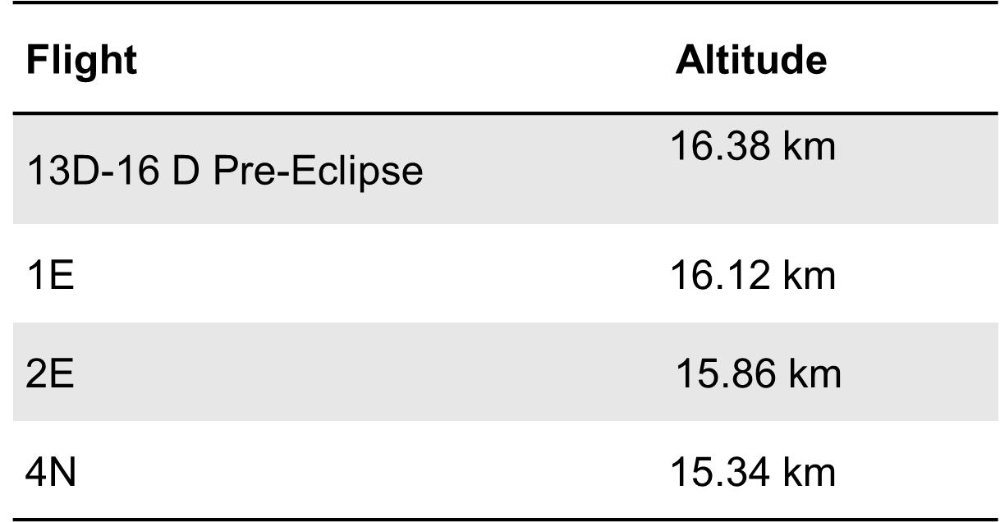 Flight Altitude
13D-16 D Pre-Eclipse 16.38 km
1E 16.12 km
2E 15.86 km
4N 15.34 km